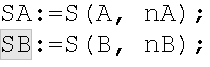 SA:=S(A, nA);
SB:=S(B, nB);